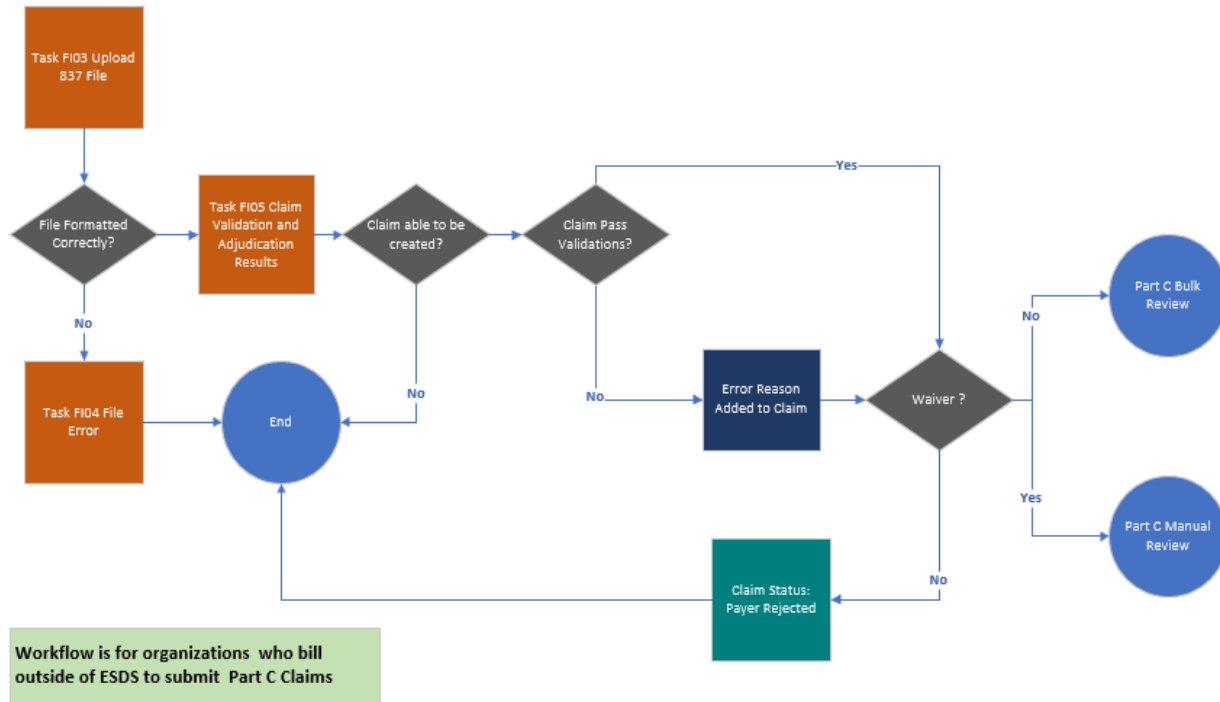 Task FI03 Upload
837 File
File Formatted
Correctly?
No
Task FI04 File
Error
Task FI05 Claim
Validation and
Adjudication
Results
Claim able to be
created?
No
End
Claim Pass
Validations?
Yes
No
Error Reason
Added to Claim
Waiver ?
No
Part C Bulk
Review
Yes
Part C Manual
Review
No
Claim Status:
Payer Rejected
Workflow is for organizations who bill
outside of ESDS to submit Part C Claims